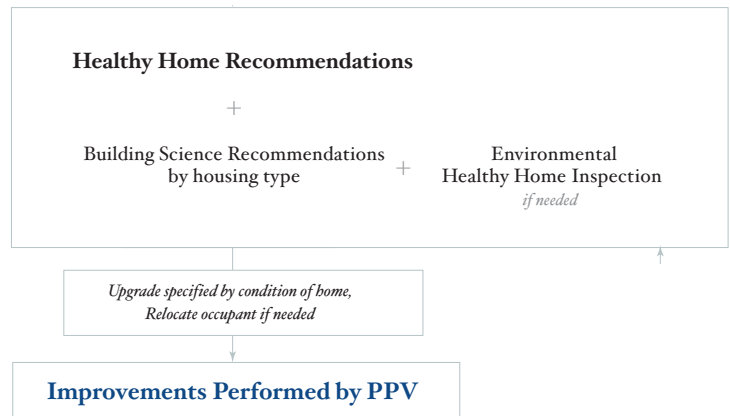 Healthy Home Recommendations
+
Building Science Recommendations
by housing type
+
Environmental
Healthy Home Inspection
if needed
Upgrade specified by condition of home,
Relocate occupant if needed
Improvements Performed by PPV